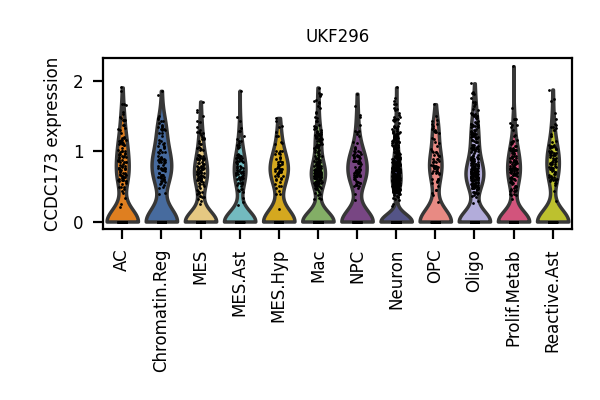 UKF296
CCDC173 expression
2
1
0
AC
Chromatin.Reg
MES
MES.Ast
MES.Hyp
Mac
NPC
Neuron
OPC
Oligo
Prolif.Metab
Reactive.Ast